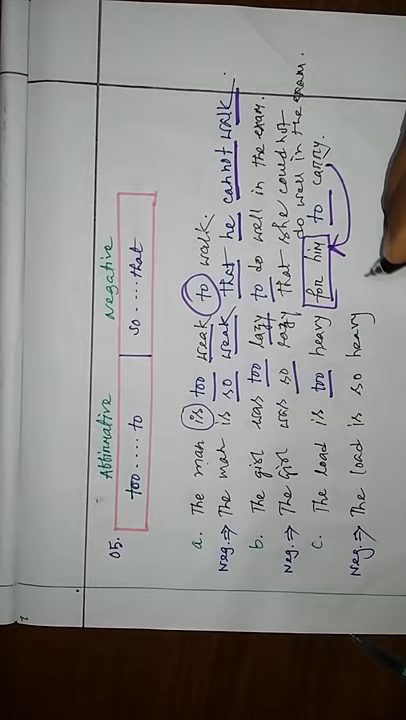 Affirmative Negative
05. too....to so....that
a. The man is too weak to walk.
Neg.⇒ The man is so weak that he cannot walk.
b. The girl was too lazy to do well in the exam.
Neg.⇒ The girl was so lazy that she could not
do well in the exam.
c. The load is too heavy for him to carry.
Neg.⇒ The load is so heavy